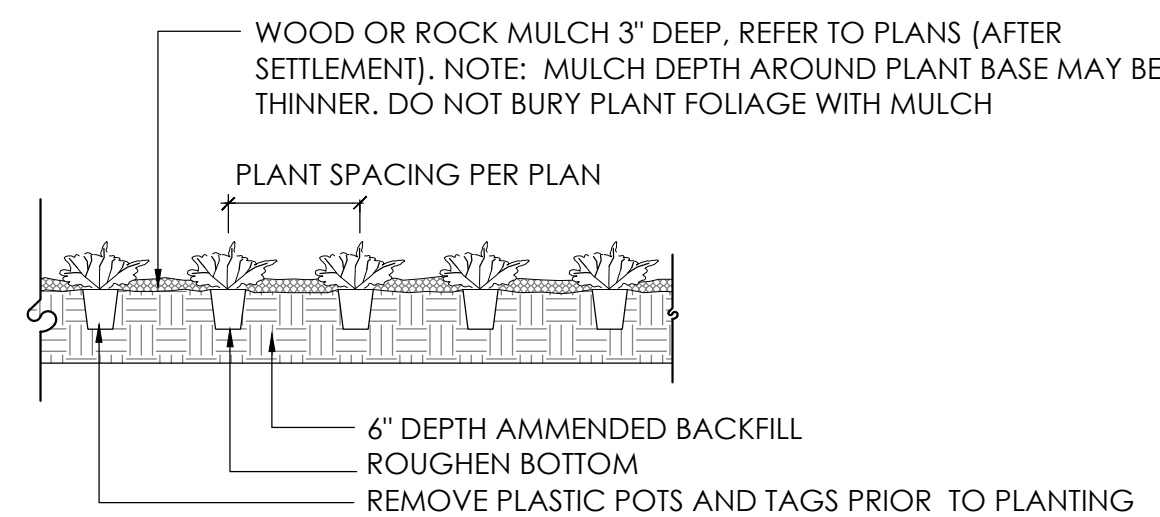 WOOD OR ROCK MULCH 3" DEEP, REFER TO PLANS (AFTER
SETTLEMENT). NOTE: MULCH DEPTH AROUND PLANT BASE MAY BE
THINNER. DO NOT BURY PLANT FOLIAGE WITH MULCH
PLANT SPACING PER PLAN
6" DEPTH AMMENDED BACKFILL
ROUGHEN BOTTOM
REMOVE PLASTIC POTS AND TAGS PRIOR TO PLANTING